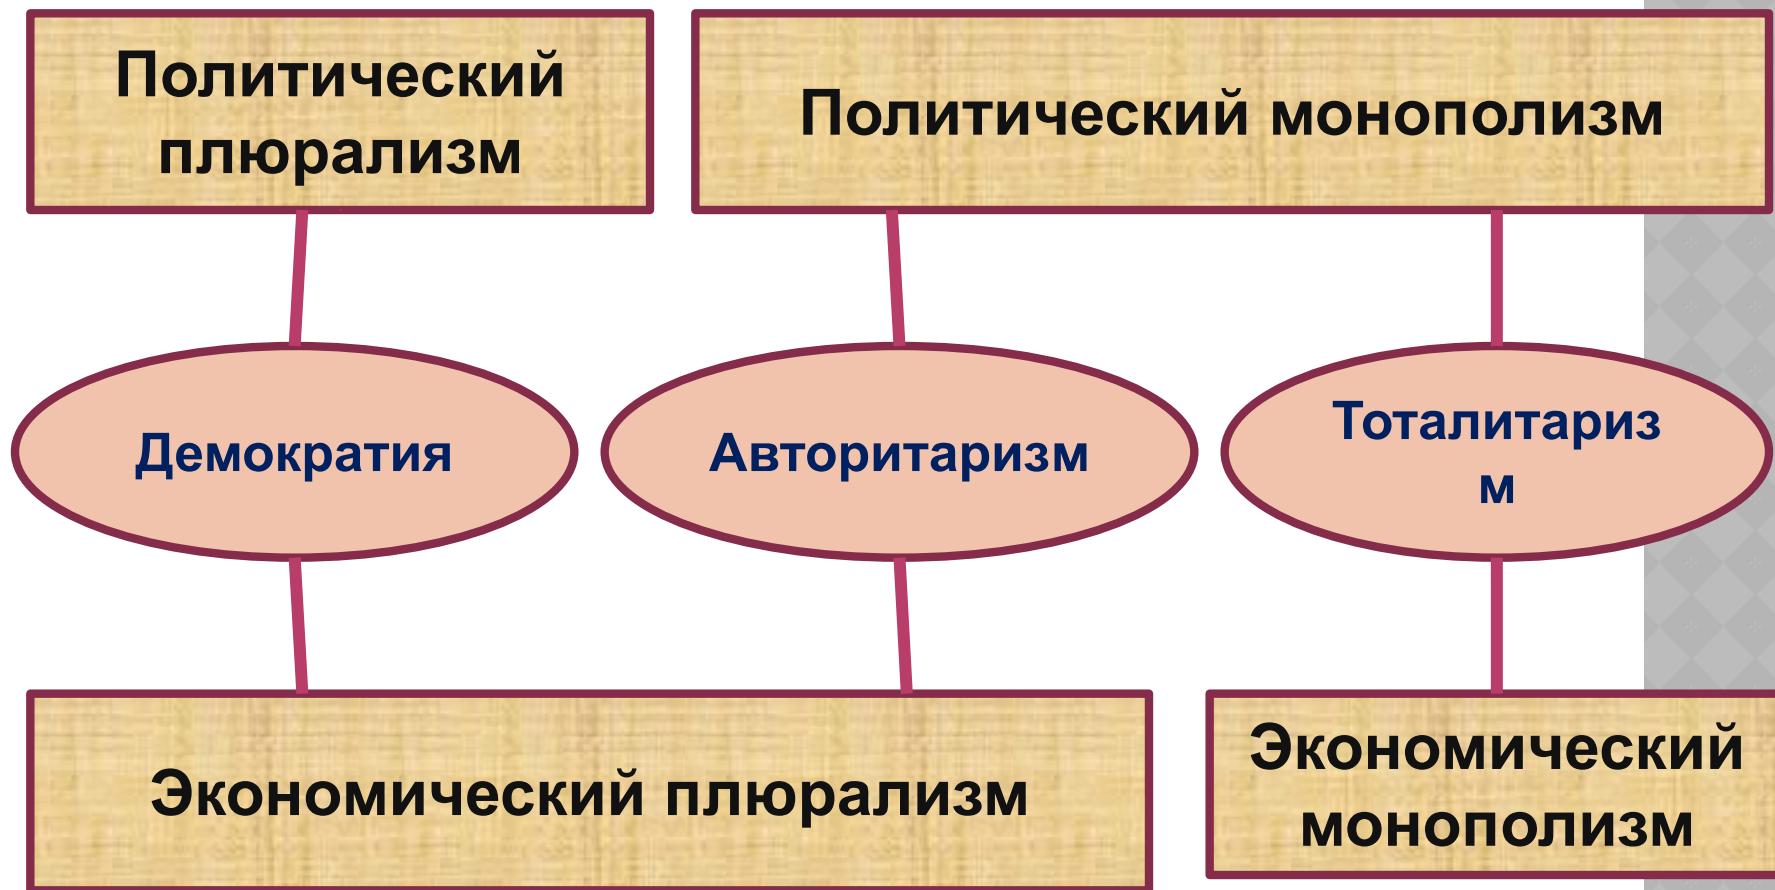 Политический
плюрализм
Политический монополизм
Демократия
Авторитаризм
Тоталитариз
м
Экономический плюрализм
Экономический
монополизм